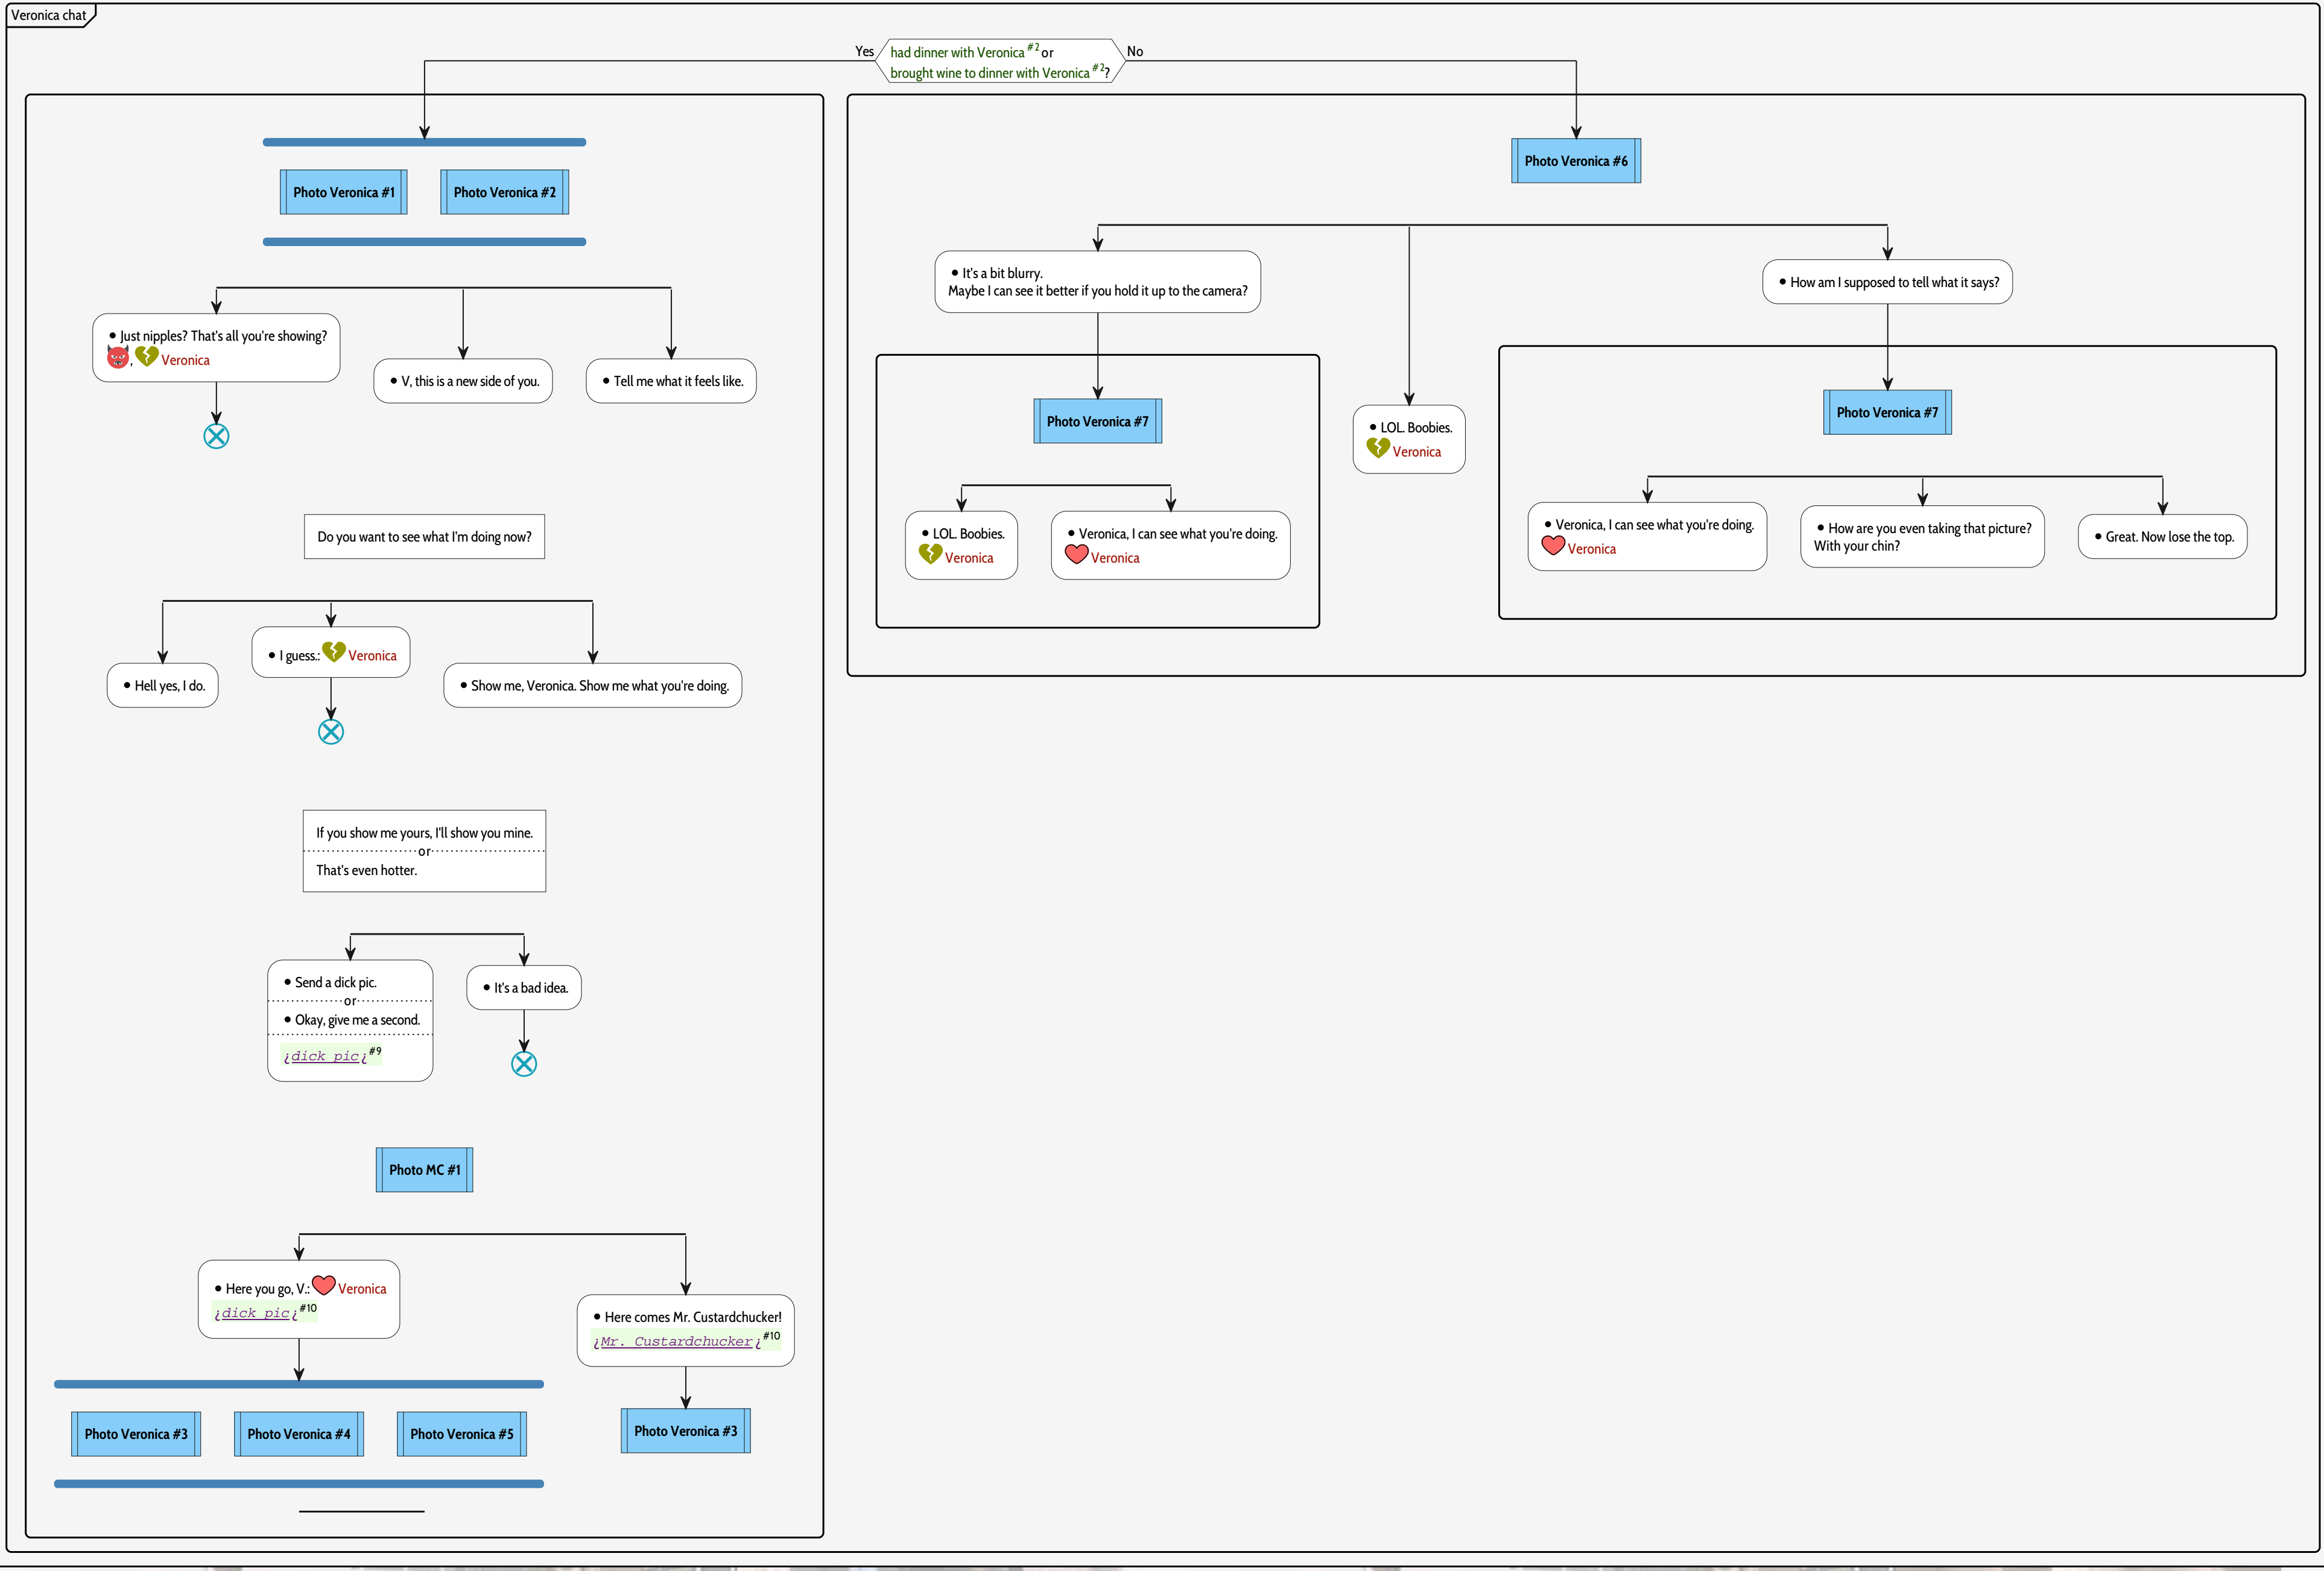 Veronica chat
Yes
had dinner with Veronica #2 or
brought wine to dinner with Veronica #2?
No
Photo Veronica #1
Photo Veronica #2
• Just nipples? That's all you're showing?
, Veronica
• V, this is a new side of you.
• Tell me what it feels like.
Do you want to see what I'm doing now?
• Hell yes, I do.
• I guess.: Veronica
• Show me, Veronica. Show me what you're doing.
If you show me yours, I'll show you mine.
or
That's even hotter.
• Send a dick pic.
or
• Okay, give me a second.
¿dick pic¿#9
• It's a bad idea.
Photo MC #1
• Here you go, V.: Veronica
¿dick pic¿#10
• Here comes Mr. Custardchucker!
¿Mr. Custardchucker¿#10
Photo Veronica #3
Photo Veronica #4
Photo Veronica #5
Photo Veronica #3
Photo Veronica #6
• It's a bit blurry.
Maybe I can see it better if you hold it up to the camera?
Photo Veronica #7
• LOL. Boobies.
Veronica
• Veronica, I can see what you're doing.
Veronica
• LOL. Boobies.
Veronica
• How am I supposed to tell what it says?
Photo Veronica #7
• Veronica, I can see what you're doing.
Veronica
• How are you even taking that picture?
With your chin?
• Great. Now lose the top.